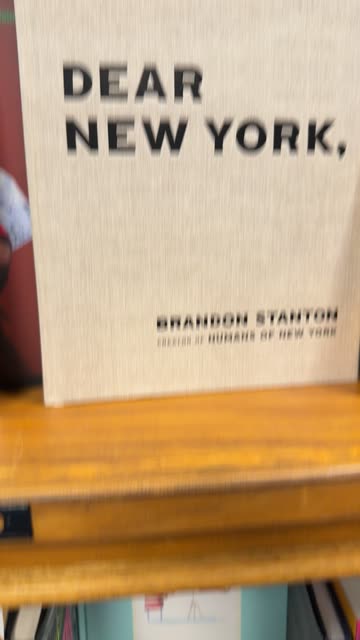 DEAR
NEW YORK,
BRANDON STANTON
CREATOR OF HUMANS OF NEW YORK